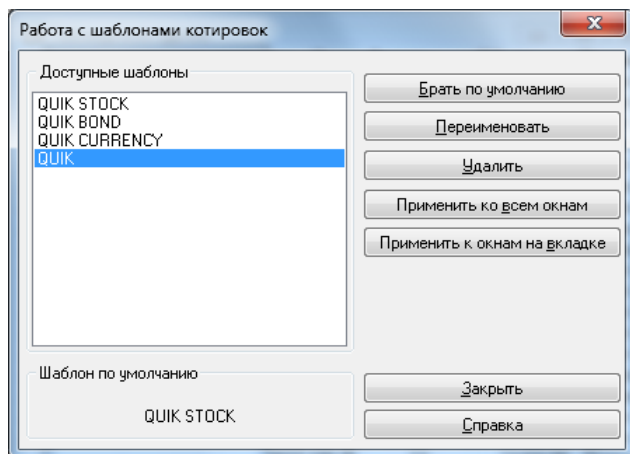 Работа с шаблонами котировок
Доступные шаблоны
QUIK STOCK
QUIK BOND
QUIK CURRENCY
QUIK
Брать по умолчанию
Переименовать
Удалить
Применить ко всем окнам
Применить к окнам на вкладке
Шаблон по умолчанию
QUIK STOCK
Закрыть
Справка